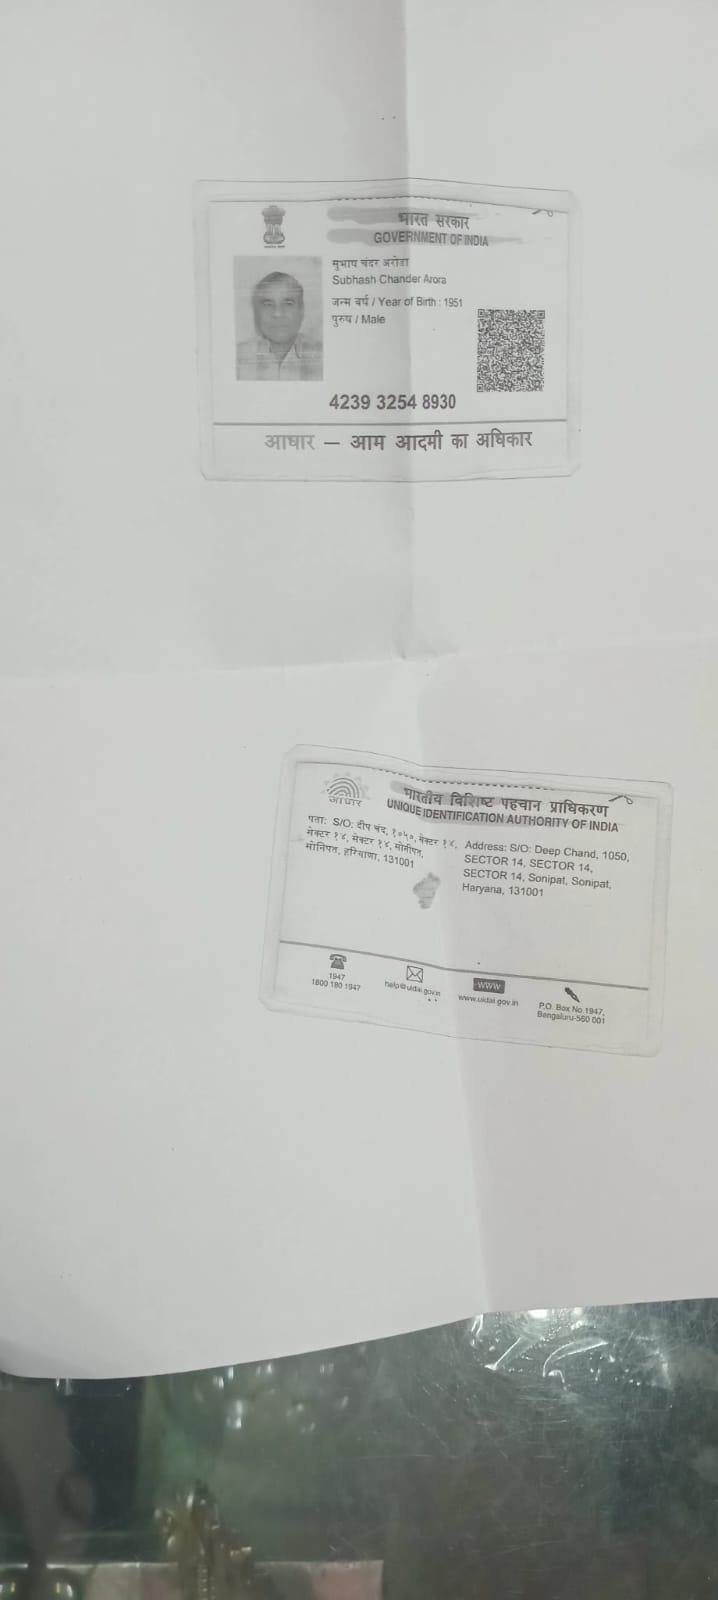 भारत सरकार
GOVERNMENT OF INDIA
सुभाष चंदर अरोडा
Subhash Chander Arora
जन्म वर्ष / Year of Birth : 1951
पुरुष / Male
4239 3254 8930
आधार — आम आदमी का अधिकार
आधार
भारतीय विशिष्ट पहचान प्राधिकरण
UNIQUE IDENTIFICATION AUTHORITY OF INDIA
पता: S/O: दीप चंद, १०५०, सेक्टर १४,
सेक्टर १४, सेक्टर १४, सोनीपत,
सोनिपत, हरियाणा, 131001
Address: S/O: Deep Chand, 1050,
SECTOR 14, SECTOR 14,
SECTOR 14, Sonipat, Sonipat,
Haryana, 131001
1947
1800 180 1947
help@uidai.gov.in
www
www.uidai.gov.in
P.O. Box No.1947,
Bengaluru-560 001